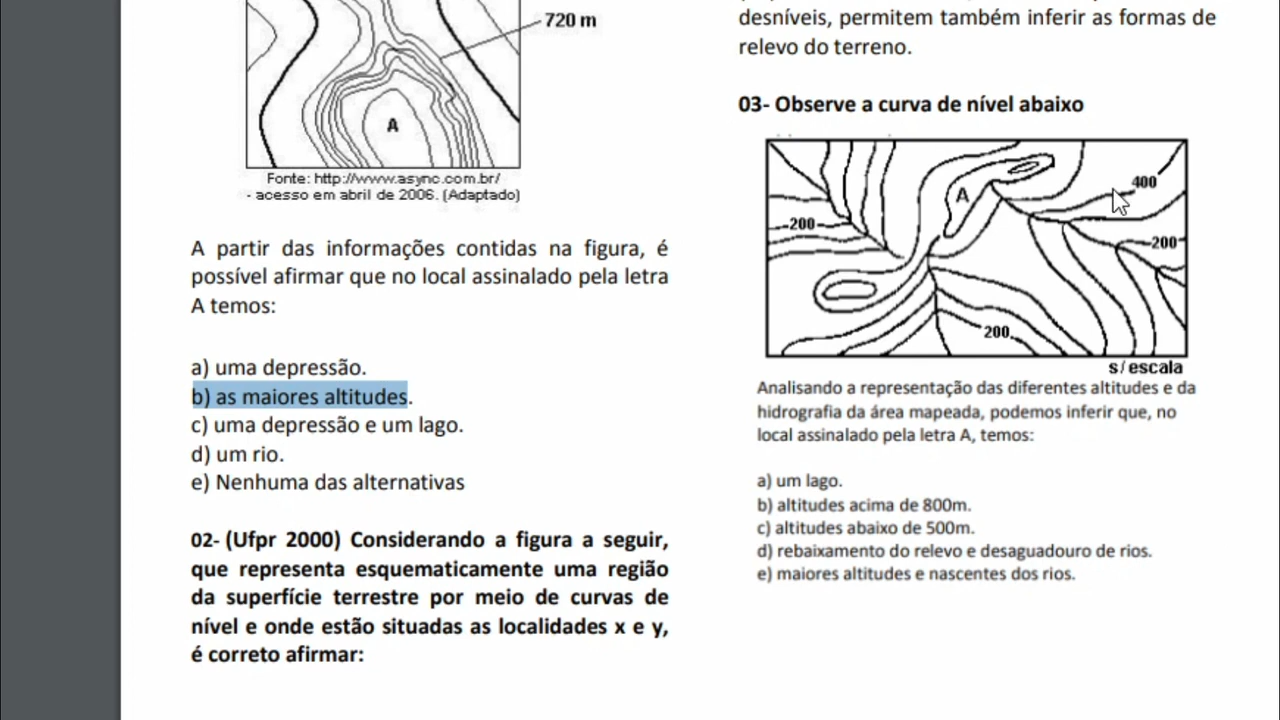 720 m
A
Fonte: http://www.async.com.br/
- acesso em abril de 2006. (Adaptado)
A partir das informações contidas na figura, é
possível afirmar que no local assinalado pela letra
A temos:
a) uma depressão.
b) as maiores altitudes.
c) uma depressão e um lago.
d) um rio.
e) Nenhuma das alternativas
02- (Ufpr 2000) Considerando a figura a seguir,
que representa esquematicamente uma região
da superfície terrestre por meio de curvas de
nível e onde estão situadas as localidades x e y,
é correto afirmar:
desníveis, permitem também inferir as formas de
relevo do terreno.
03- Observe a curva de nível abaixo
400
A
200
200
200
s/escala
Analisando a representação das diferentes altitudes e da
hidrografia da área mapeada, podemos inferir que, no
local assinalado pela letra A, temos:
a) um lago.
b) altitudes acima de 800m.
c) altitudes abaixo de 500m.
d) rebaixamento do relevo e desaguadouro de rios.
e) maiores altitudes e nascentes dos rios.